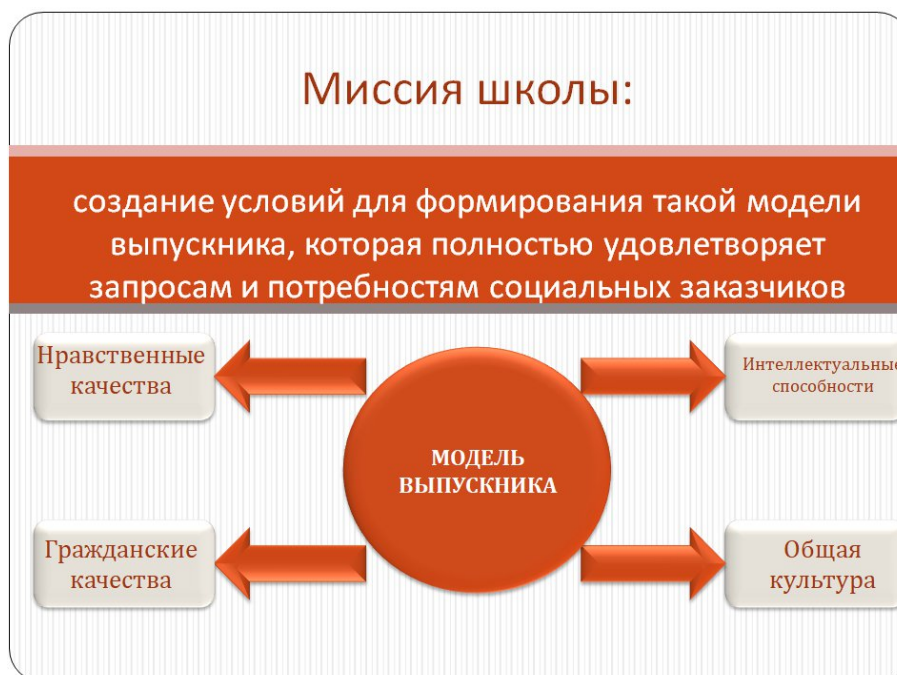 Миссия школы:
создание условий для формирования такой модели
выпускника, которая полностью удовлетворяет
запросам и потребностям социальных заказчиков
Нравственные
качества
Интеллектуальные
способности
МОДЕЛЬ
ВЫПУСКНИКА
Гражданские
качества
Общая
культура